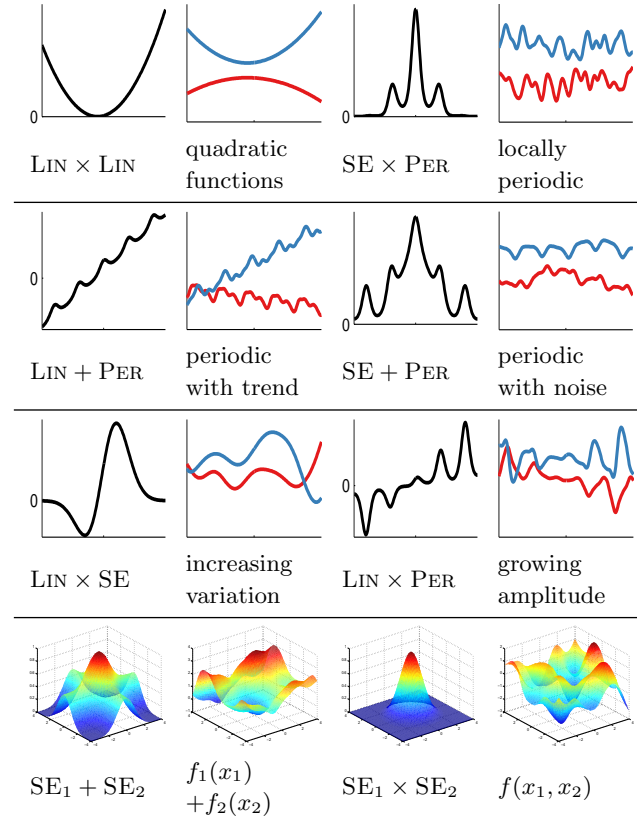 0
0
LIN × LIN
quadratic
functions
SE × PER
locally
periodic
0
0
LIN + PER
periodic
with trend
SE + PER
periodic
with noise
0
0
LIN × SE
increasing
variation
LIN × PER
growing
amplitude
SE₁ + SE₂
f₁(x₁)
+f₂(x₂)
SE₁ × SE₂
f(x₁, x₂)